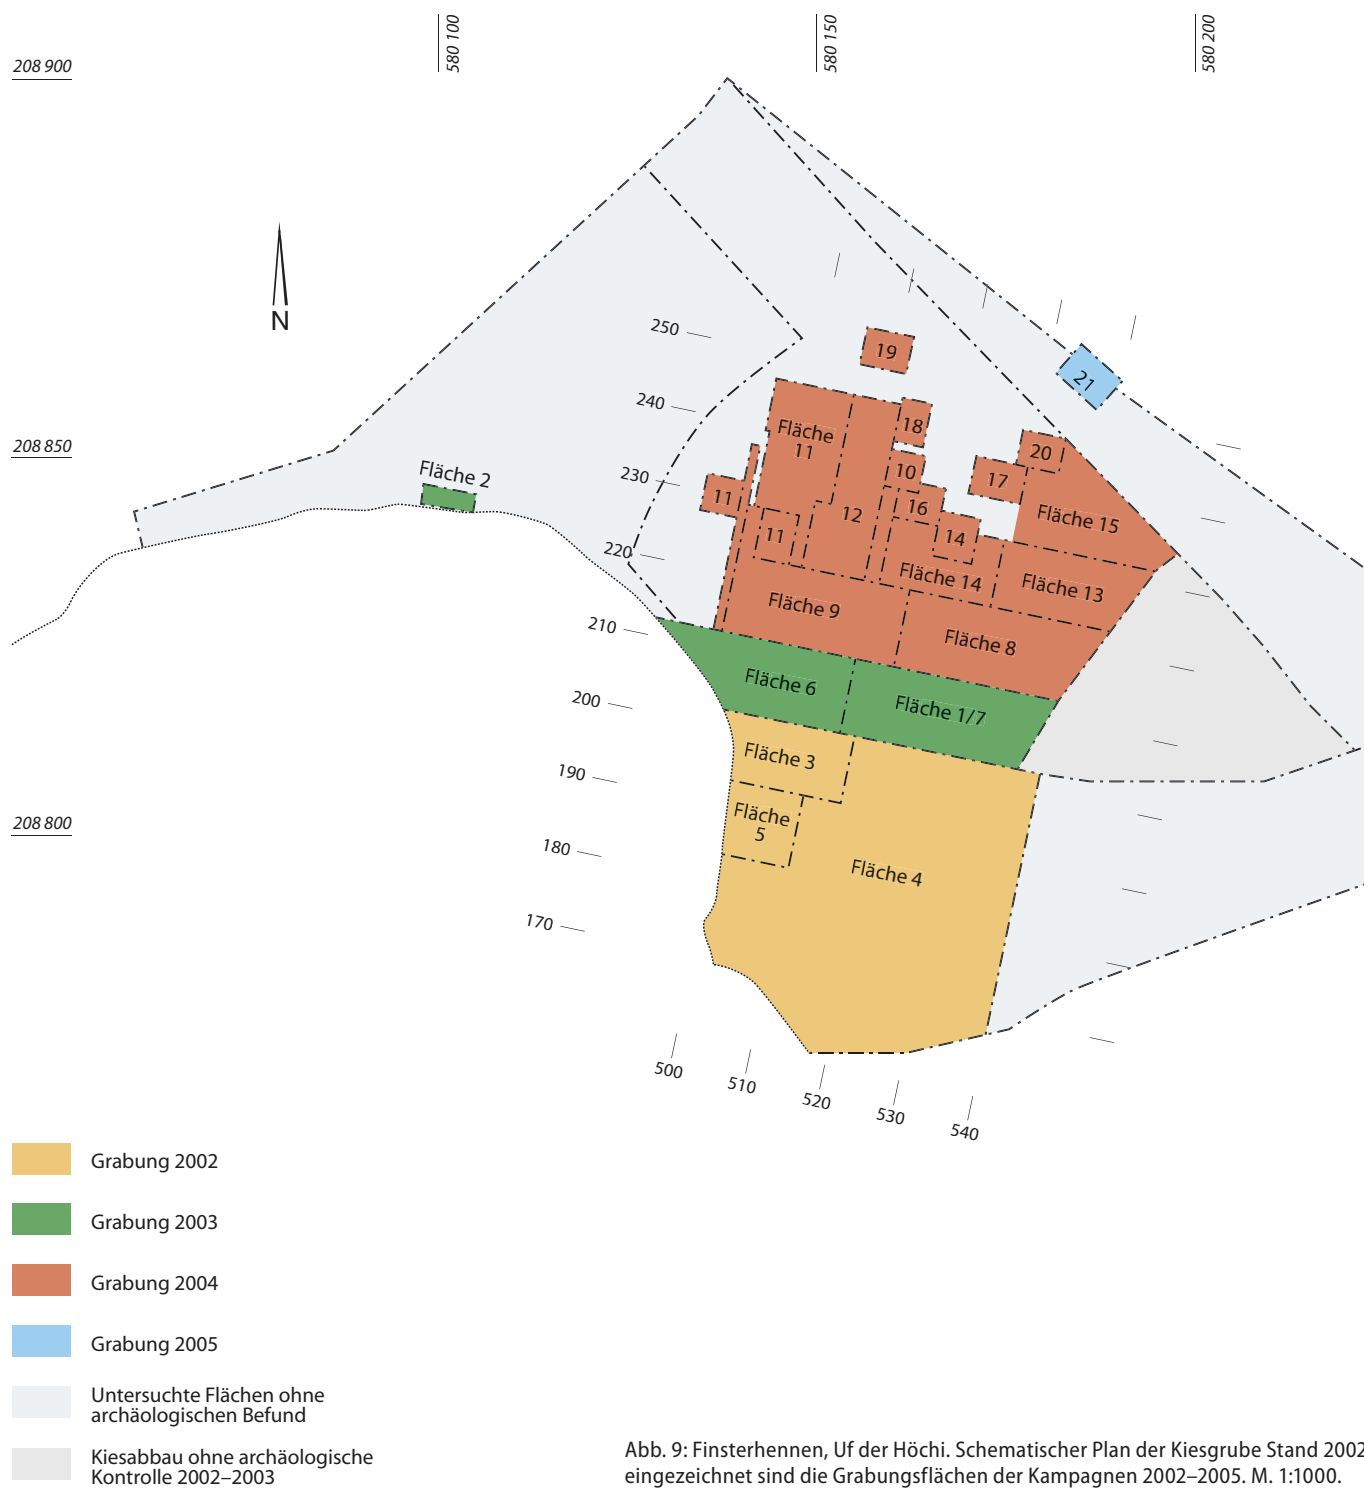 580 100
580 150
580 200
208 900
N
250
19
21
240
18
Fläche
11
208 850
20
Fläche 2
10
230
17
11
16
12
Fläche 15
11
14
220
Fläche 14
Fläche 13
Fläche 9
210
Fläche 8
Fläche 6
200
Fläche 1/7
Fläche 3
190
208 800
Fläche
5
180
Fläche 4
170
500
510
520
530
540
Grabung 2002
Grabung 2003
Grabung 2004
Grabung 2005
Untersuchte Flächen ohne
archäologischen Befund
Kiesabbau ohne archäologische
Kontrolle 2002–2003
Abb. 9: Finsterhennen, Uf der Höchi. Schematischer Plan der Kiesgrube Stand 2002
eingezeichnet sind die Grabungsflächen der Kampagnen 2002–2005. M. 1:1000.